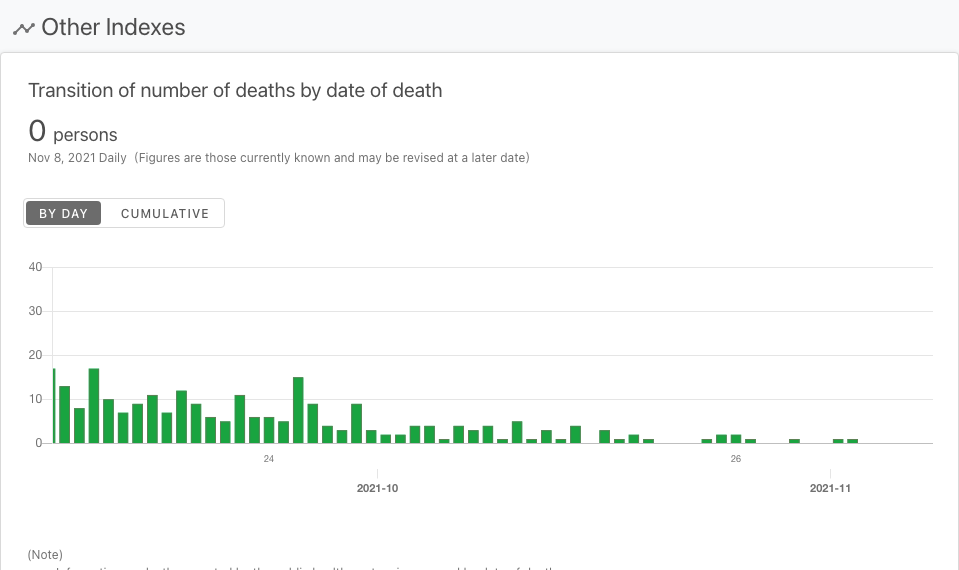 Other Indexes
Transition of number of deaths by date of death
0 persons
Nov 8, 2021 Daily (Figures are those currently known and may be revised at a later date)
BY DAY CUMULATIVE
40
30
20
10
0
24 26
2021-10 2021-11
(Note)